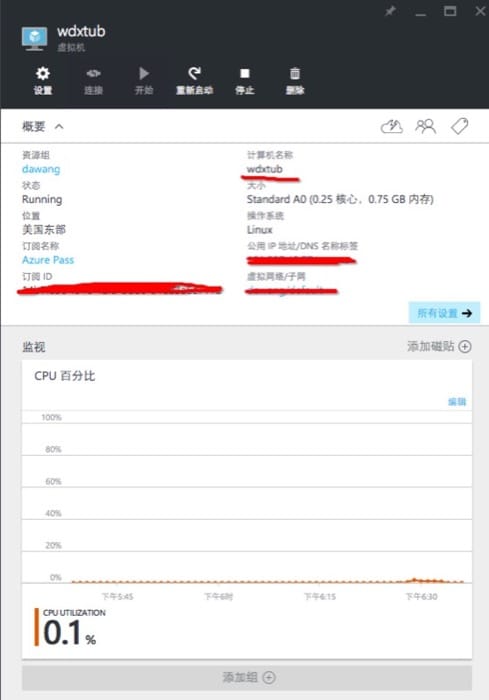 wdxtub
虚拟机
设置
连接
开始
重新启动
停止
删除
概要
资源组
dawang
计算机名称
wdxtub
状态
Running
大小
Standard A0 (0.25 核心，0.75 GB 内存)
位置
美国东部
操作系统
Linux
订阅名称
Azure Pass
公用 IP 地址/DNS 名称标签
订阅 ID
虚拟网络/子网
所有设置
监视
添加磁贴
CPU 百分比
编辑
100%
80%
60%
40%
20%
0%
下午5:45
下午6时
下午6:15
下午6:30
CPU UTILIZATION
0.1 %
添加组